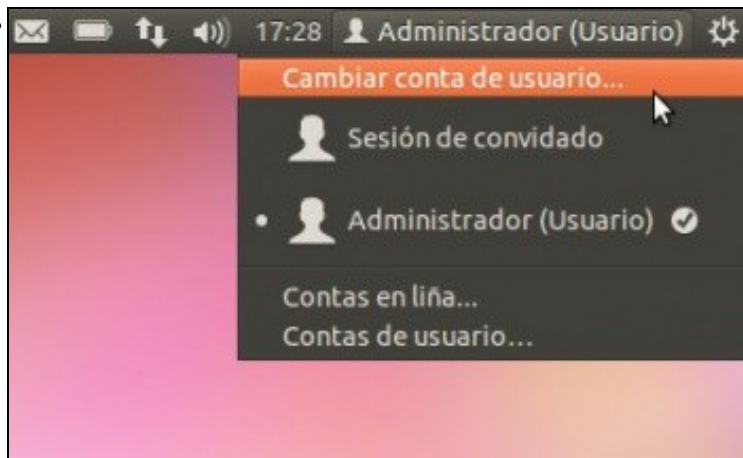 17:28 Administrador (Usuario)
Cambiar conta de usuario...
Sesión de convidado
Administrador (Usuario)
Contas en liña...
Contas de usuario...